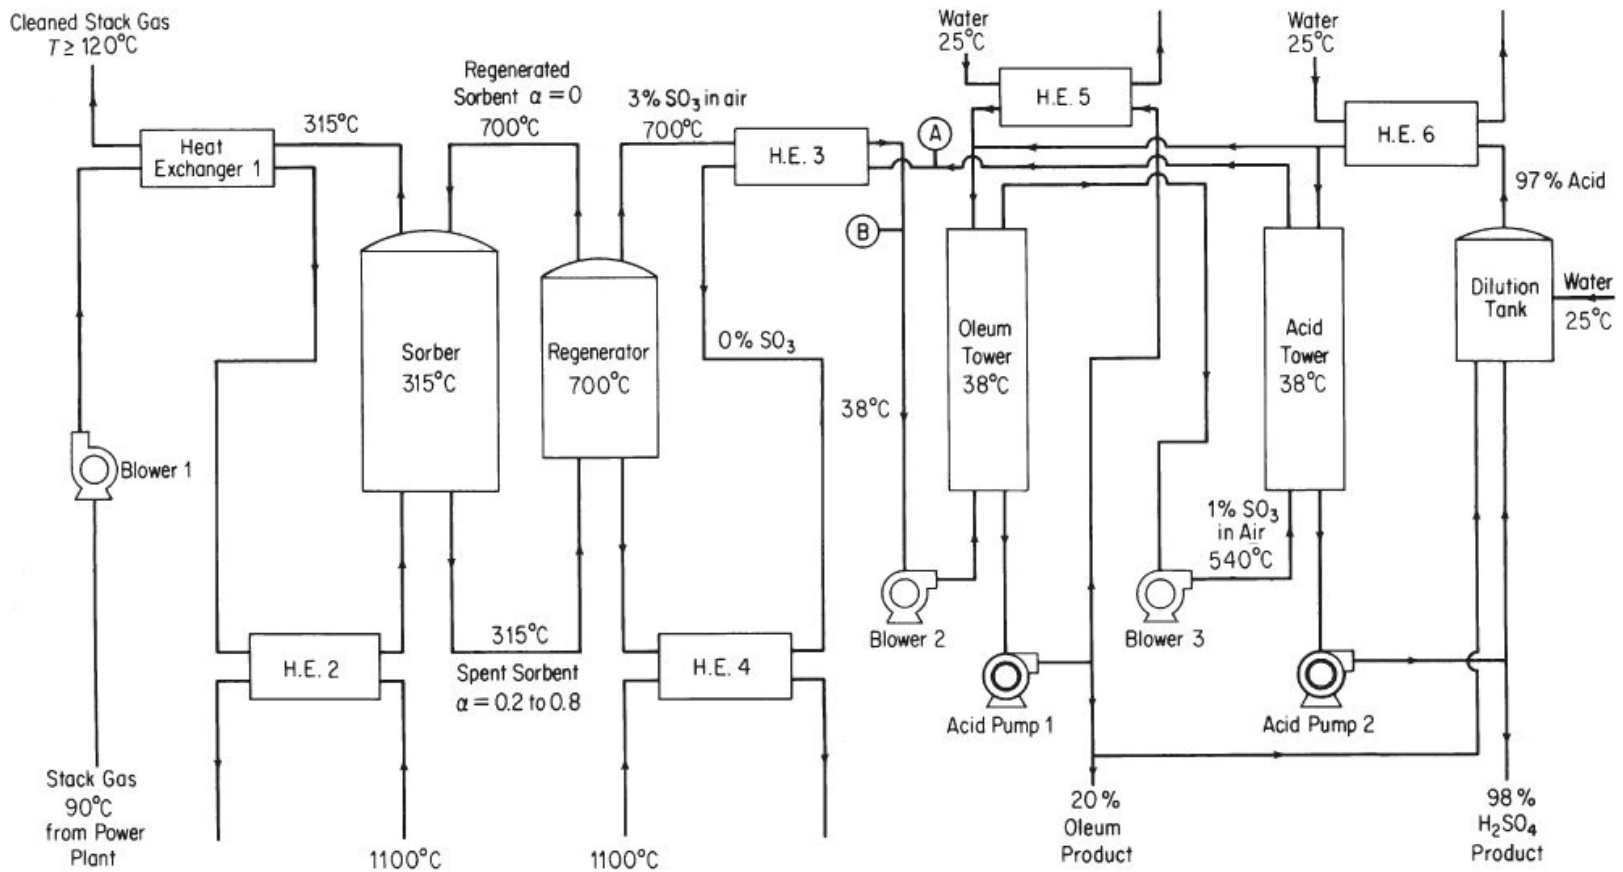 Cleaned Stack Gas
T ≥ 120°C
Heat
Exchanger 1
315°C
Regenerated
Sorbent α = 0
700°C
3% SO₃ in air
700°C
H.E. 3
Water
25°C
H.E. 5
A
B
Water
25°C
H.E. 6
97% Acid
Sorber
315°C
Regenerator
700°C
0% SO₃
38°C
Oleum
Tower
38°C
Acid
Tower
38°C
Dilution
Tank
Water
25°C
Blower 1
1% SO₃
in Air
540°C
Blower 2
Blower 3
H.E. 2
315°C
Spent Sorbent
α = 0.2 to 0.8
H.E. 4
Acid Pump 1
Acid Pump 2
Stack Gas
90°C
from Power
Plant
1100°C
1100°C
20%
Oleum
Product
98%
H₂SO₄
Product